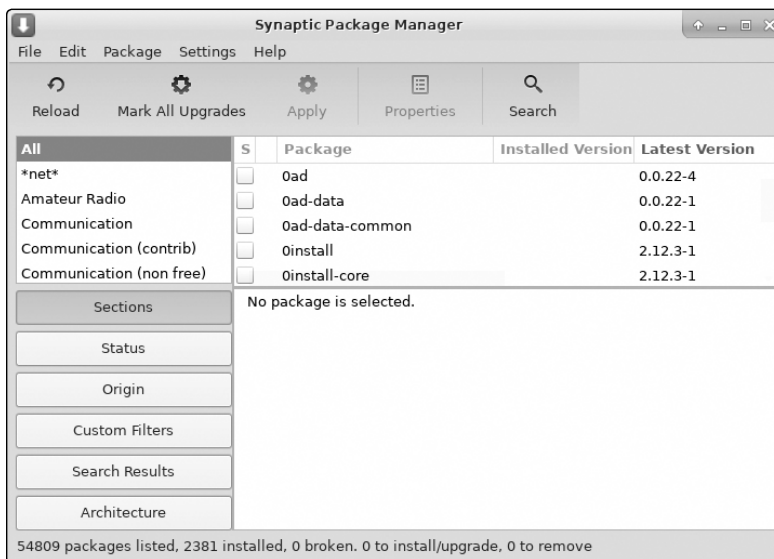 Synaptic Package Manager
File Edit Package Settings Help
Reload Mark All Upgrades Apply Properties Search
All
*net*
Amateur Radio
Communication
Communication (contrib)
Communication (non free)
S Package Installed Version Latest Version
0ad 0.0.22-4
0ad-data 0.0.22-1
0ad-data-common 0.0.22-1
0install 2.12.3-1
0install-core 2.12.3-1
Sections
Status
Origin
Custom Filters
Search Results
Architecture
No package is selected.
54809 packages listed, 2381 installed, 0 broken. 0 to install/upgrade, 0 to remove